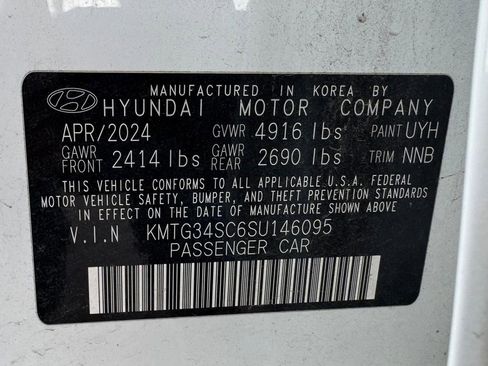 MANUFACTURED IN KOREA BY
HYUNDAI MOTOR COMPANY
APR/2024 GVWR 4916 lbs PAINT UYH
GAWR FRONT 2414 lbs GAWR REAR 2690 lbs TRIM NNB
THIS VEHICLE CONFORMS TO ALL APPLICABLE U.S.A. FEDERAL
MOTOR VEHICLE SAFETY, BUMPER, AND THEFT PREVENTION STANDARDS
IN EFFECT ON THE DATE OF MANUFACTURE SHOWN ABOVE.
V.I.N KMTG34SC6SU146095
PASSENGER CAR